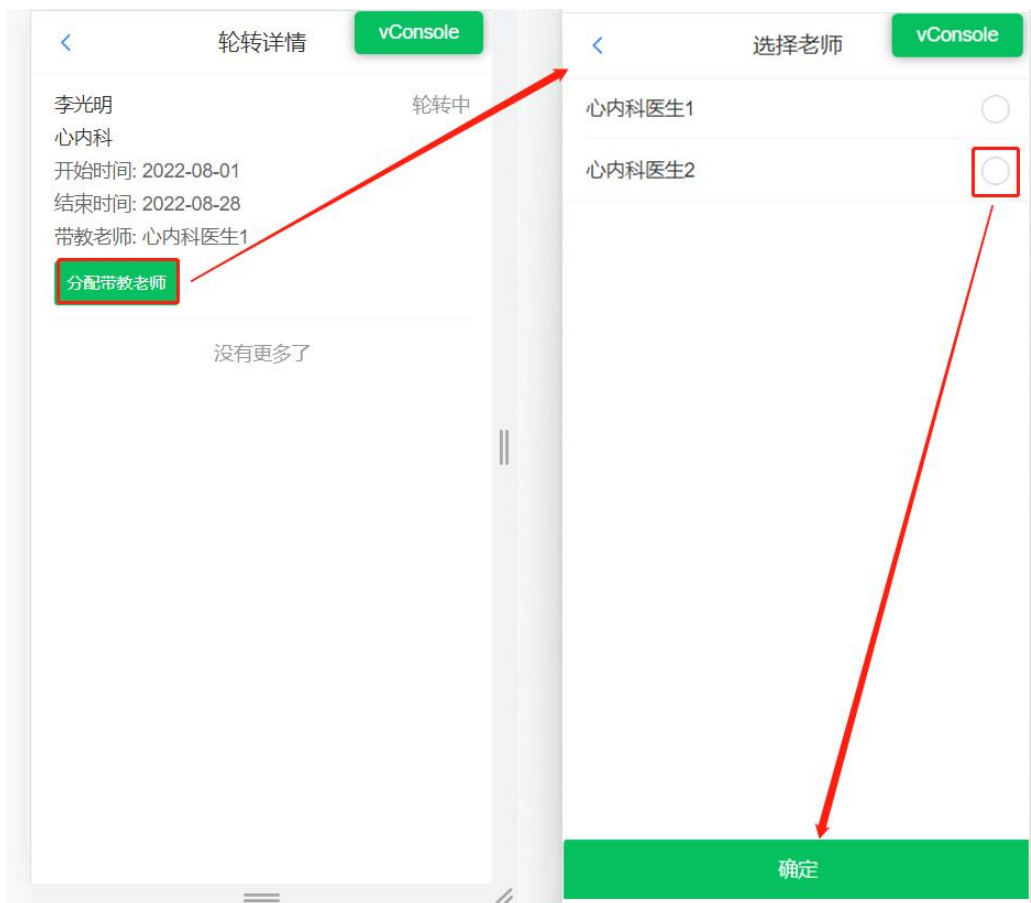 轮转详情
vConsole
李光明
轮转中
心内科
开始时间: 2022-08-01
结束时间: 2022-08-28
带教老师: 心内科医生1
分配带教老师
没有更多了
选择老师
vConsole
心内科医生1
心内科医生2
确定